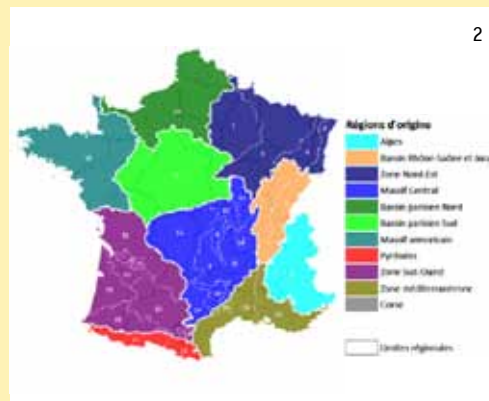 2
Régions d'origine
Alpes
Bassin Rhône-Saône et Jura
Zone Nord-Est
Massif Central
Bassin parisien Nord
Bassin parisien Sud
Massif armoricain
Pyrénées
Zone Sud-Ouest
Zone méditerranéenne
Corse
Limites régionales